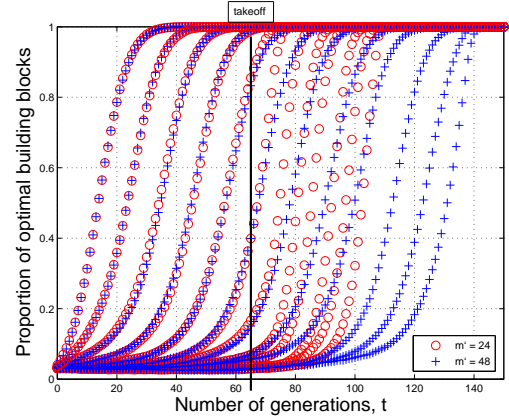 takeoff
1
0.8
0.6
0.4
0.2
0
Proportion of optimal building blocks
0 20 40 60 80 100 120 140
Number of generations, t
m' = 24
m' = 48